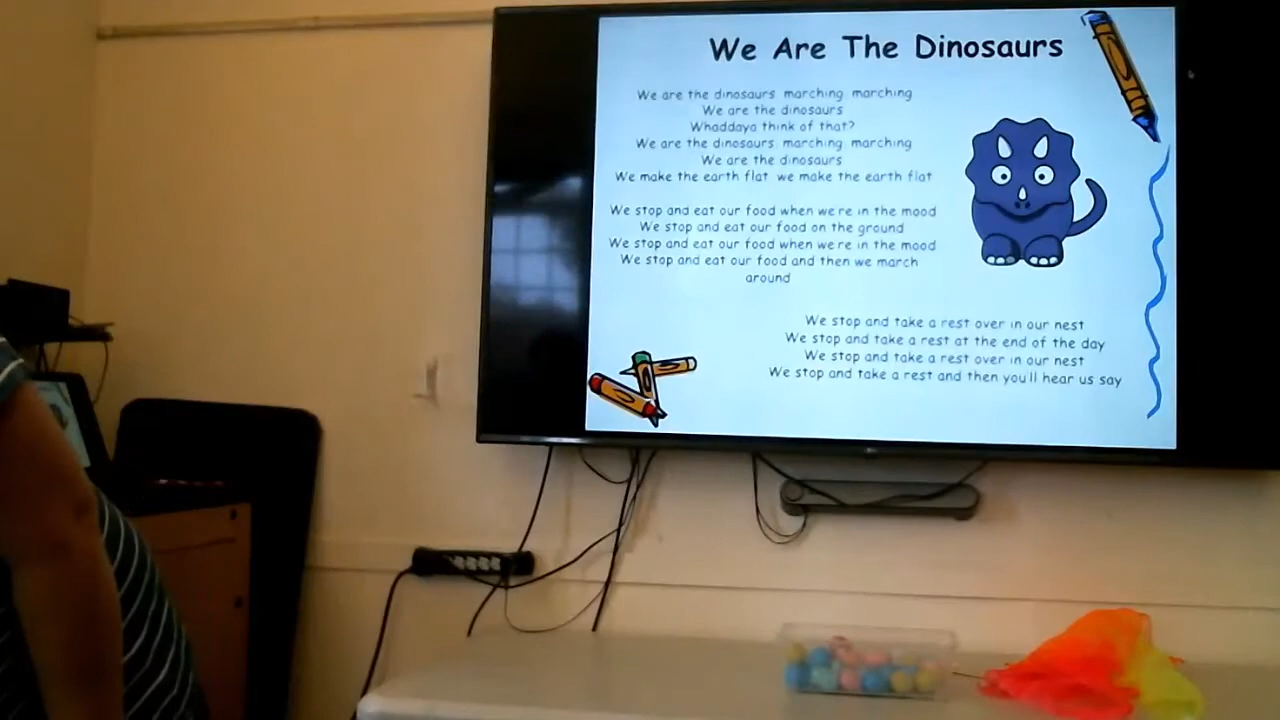 We Are The Dinosaurs
We are the dinosaurs marching marching
We are the dinosaurs
Whaddaya think of that?
We are the dinosaurs marching marching
We are the dinosaurs
We make the earth flat we make the earth flat
We stop and eat our food when we're in the mood
We stop and eat our food on the ground
We stop and eat our food when we're in the mood
We stop and eat our food and then we march
around
We stop and take a rest over in our nest
We stop and take a rest at the end of the day
We stop and take a rest over in our nest
We stop and take a rest and then you'll hear us say